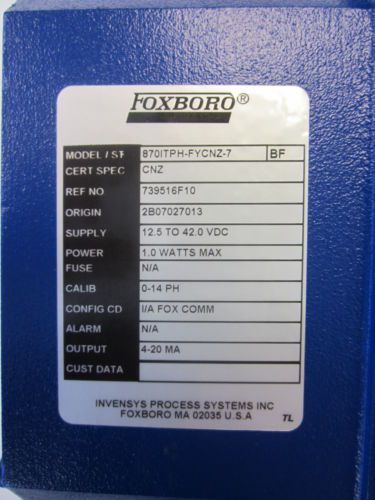 FOXBORO®
MODEL / ST 870ITPH-FYCNZ-7 BF
CERT SPEC CNZ
REF NO 739516F10
ORIGIN 2B07027013
SUPPLY 12.5 TO 42.0 VDC
POWER 1.0 WATTS MAX
FUSE N/A
CALIB 0-14 PH
CONFIG CD I/A FOX COMM
ALARM N/A
OUTPUT 4-20 MA
CUST DATA
INVENSYS PROCESS SYSTEMS INC
FOXBORO MA 02035 U.S.A
TL